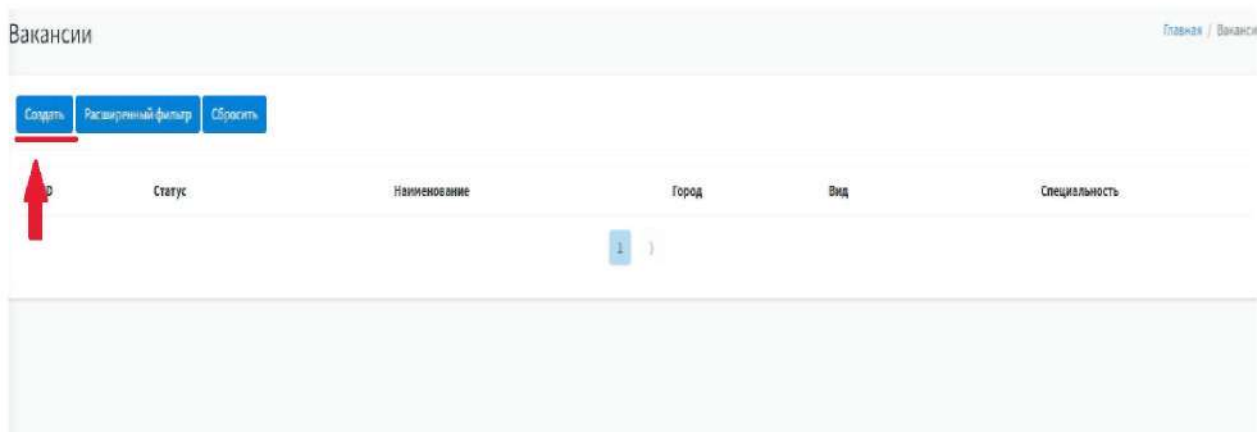 Вакансии
Главная / Вакансии
Создать Расширенный фильтр Сбросить
D Статус Наименование Город Вид Специальность
1 }